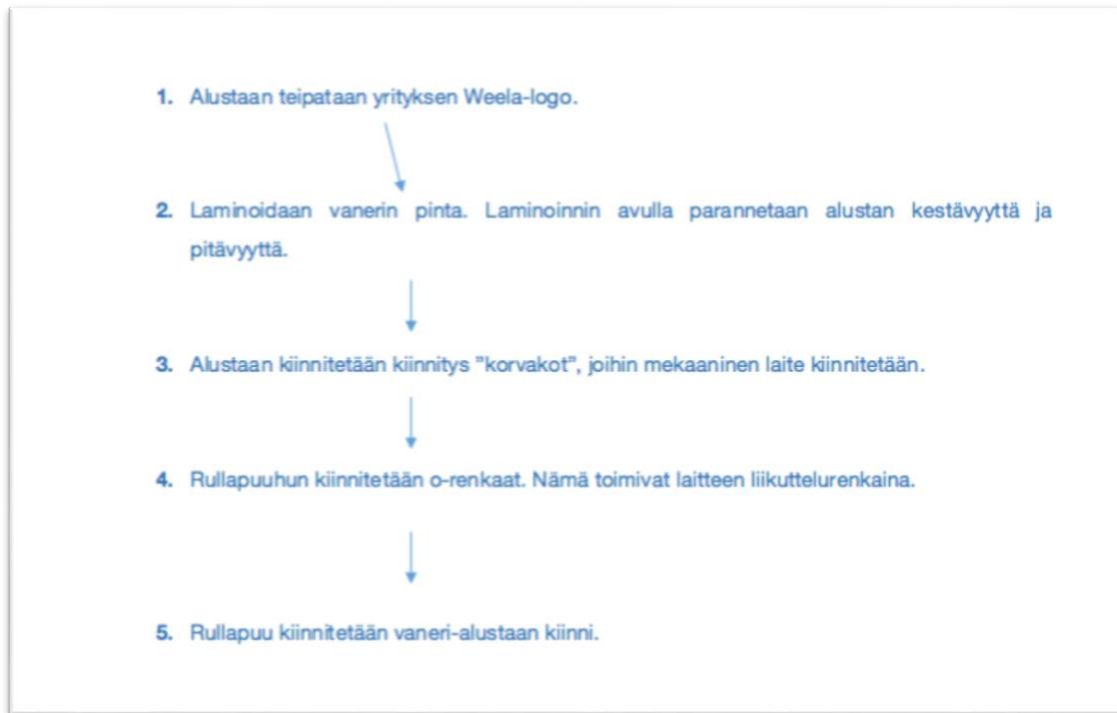 1. Alustaan teipataan yrityksen Weela-logo.
2. Laminoidaan vanerin pinta. Laminoinnin avulla parannetaan alustan kestävyyttä ja
pitävyyttä.
3. Alustaan kiinnitetään kiinnitys "korvakot", joihin mekaaninen laite kiinnitetään.
4. Rullapuuhun kiinnitetään o-renkaat. Nämä toimivat laitteen liikuttelurenkaina.
5. Rullapuu kiinnitetään vaneri-alustaan kiinni.